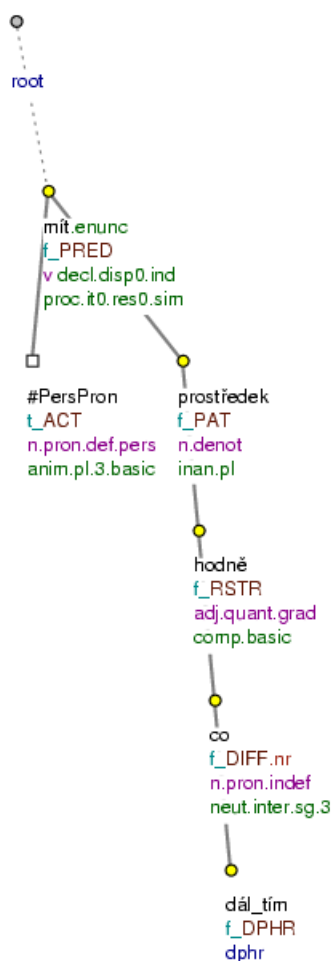 root
mít.enunc
f_PRED
v decl.disp0.ind
proc.it0.res0.sim
#PersPron
t_ACT
n.pron.def.pers
anim.pl.3.basic
prostředek
f_PAT
n.denot
inan.pl
hodně
f_RSTR
adj.quant.grad
comp.basic
co
f_DIFF.nr
n.pron.indef
neut.inter.sg.3
dál_tím
f_DPHR
dphr